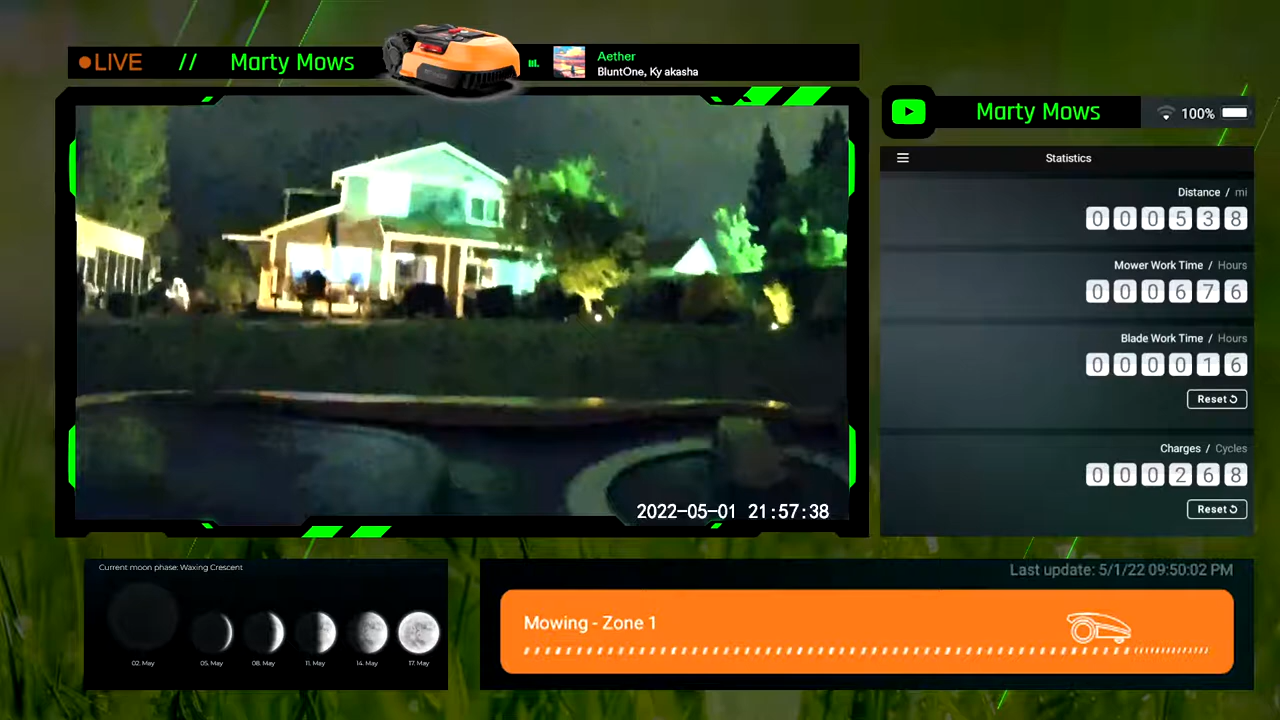 LIVE // Marty Mows
Aether
BluntOne, Ky akasha
Marty Mows
100%
Statistics
Distance / mi
000538
Mower Work Time / Hours
000676
Blade Work Time / Hours
000016
Reset
Charges / Cycles
000268
Reset
2022-05-01 21:57:38
Current moon phase: Waxing Crescent
02. May 05. May 08. May 11. May 14. May 17. May
Last update: 5/1/22 09:50:02 PM
Mowing - Zone 1